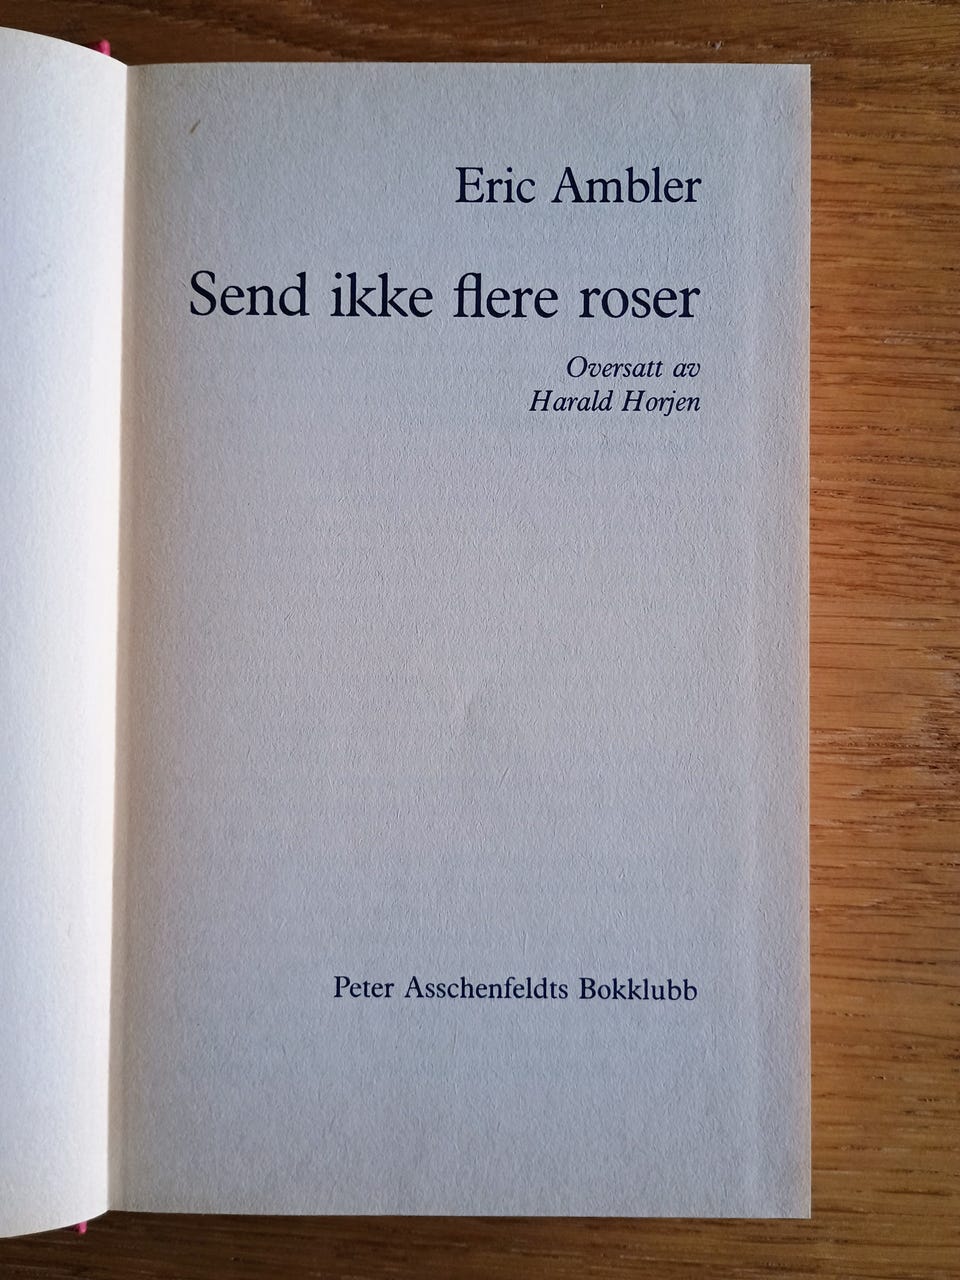 Eric Ambler
Send ikke flere roser
Oversatt av
Harald Horjen
Peter Asschenfeldts Bokklubb